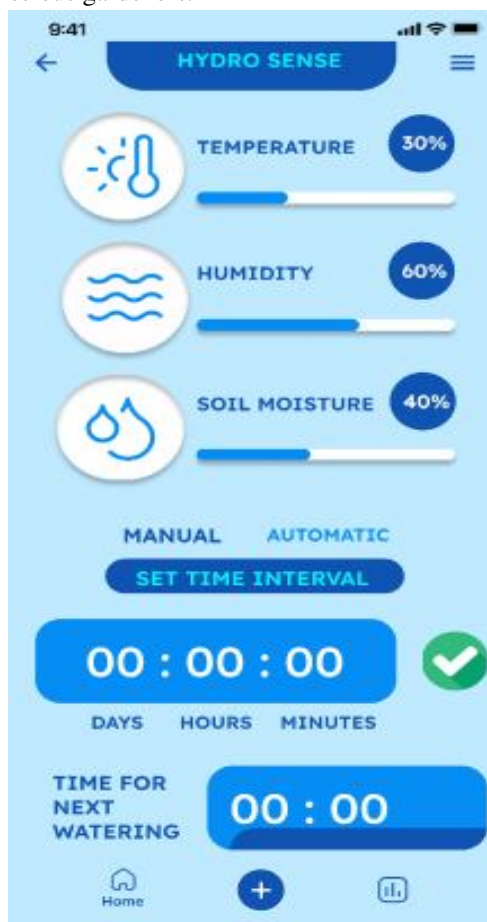 9:41
HYDRO SENSE
TEMPERATURE 30%
HUMIDITY 60%
SOIL MOISTURE 40%
MANUAL AUTOMATIC
SET TIME INTERVAL
00 : 00 : 00
DAYS HOURS MINUTES
TIME FOR
NEXT
WATERING
00 : 00
Home